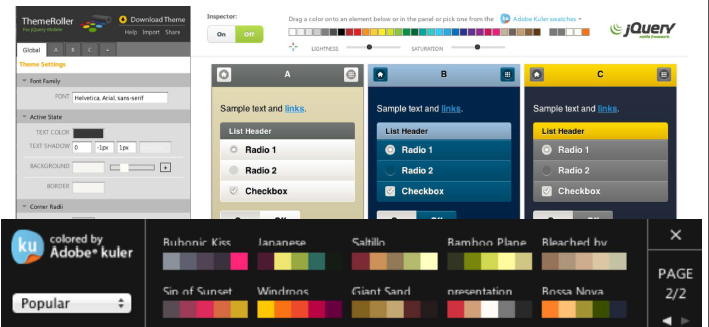 ThemeRoller
For jQuery Mobile
Download Theme
Help Import Share
Global A B C +
Theme Settings
Font Family
FONT Helvetica, Arial, sans-serif
Active State
TEXT COLOR
TEXT SHADOW 0 -1px 1px
BACKGROUND
+
BORDER
Corner Radii
Inspector:
On Off
Drag a color onto an element below or in the panel or pick one from the Adobe Kuler swatches
LIGHTNESS SATURATION
jQuery
A
Sample text and links.
List Header
Radio 1
Radio 2
Checkbox
B
Sample text and links.
List Header
Radio 1
Radio 2
Checkbox
C
Sample text and links.
List Header
Radio 1
Radio 2
Checkbox
ku colored by
Adobe® kuler
Popular
Bubonic Kiss Japanese Saltillo Bamboo Plane Bleached by
Sip of Sunset Windroos Giant Sand presentation Bossa Nova
×
PAGE
2/2